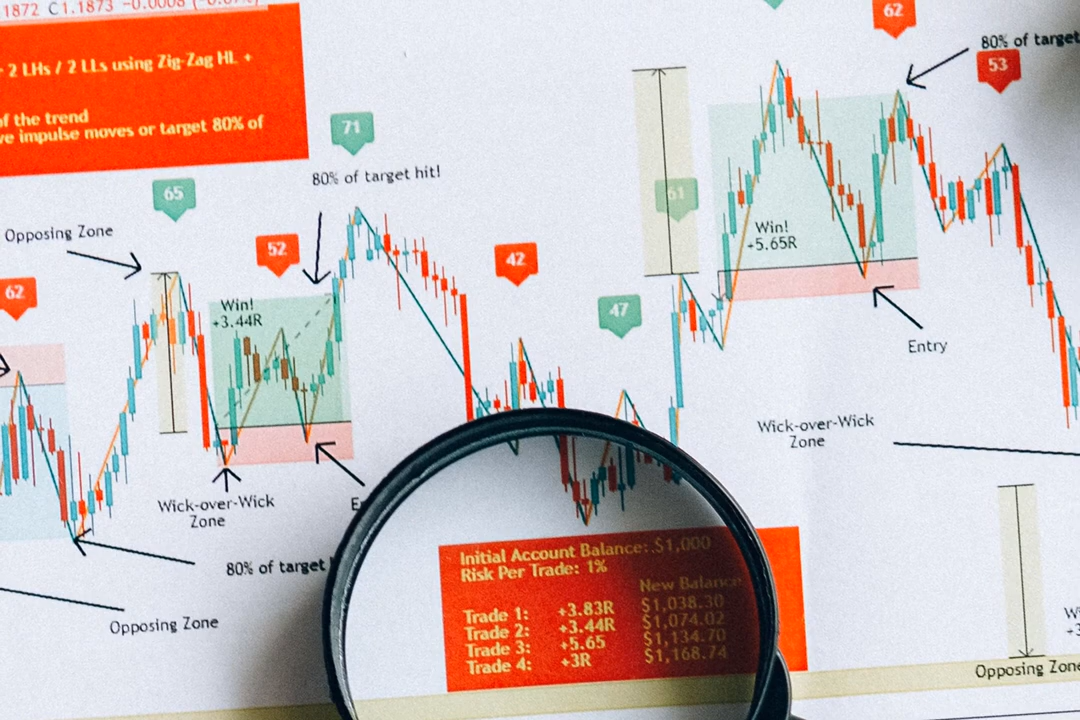 1872 C1.1873 −0.0008 (−0.07%)
2 LHs / 2 LLs using Zig-Zag HL +
of the trend
ve impulse moves or target 80% of
62
80% of target
53
71
80% of target hit!
65
61
Opposing Zone
52
Win!
+5.65R
42
62
Win!
+3.44R
47
Entry
Wick-over-Wick
Zone
Wick-over-Wick
Zone
80% of target
Opposing Zone
Initial Account Balance: $1,000
Risk Per Trade: 1%
New Balance
Trade 1: +3.83R $1,038.30
Trade 2: +3.44R $1,074.02
Trade 3: +5.65 $1,134.70
Trade 4: +3R $1,168.74
Opposing Zone